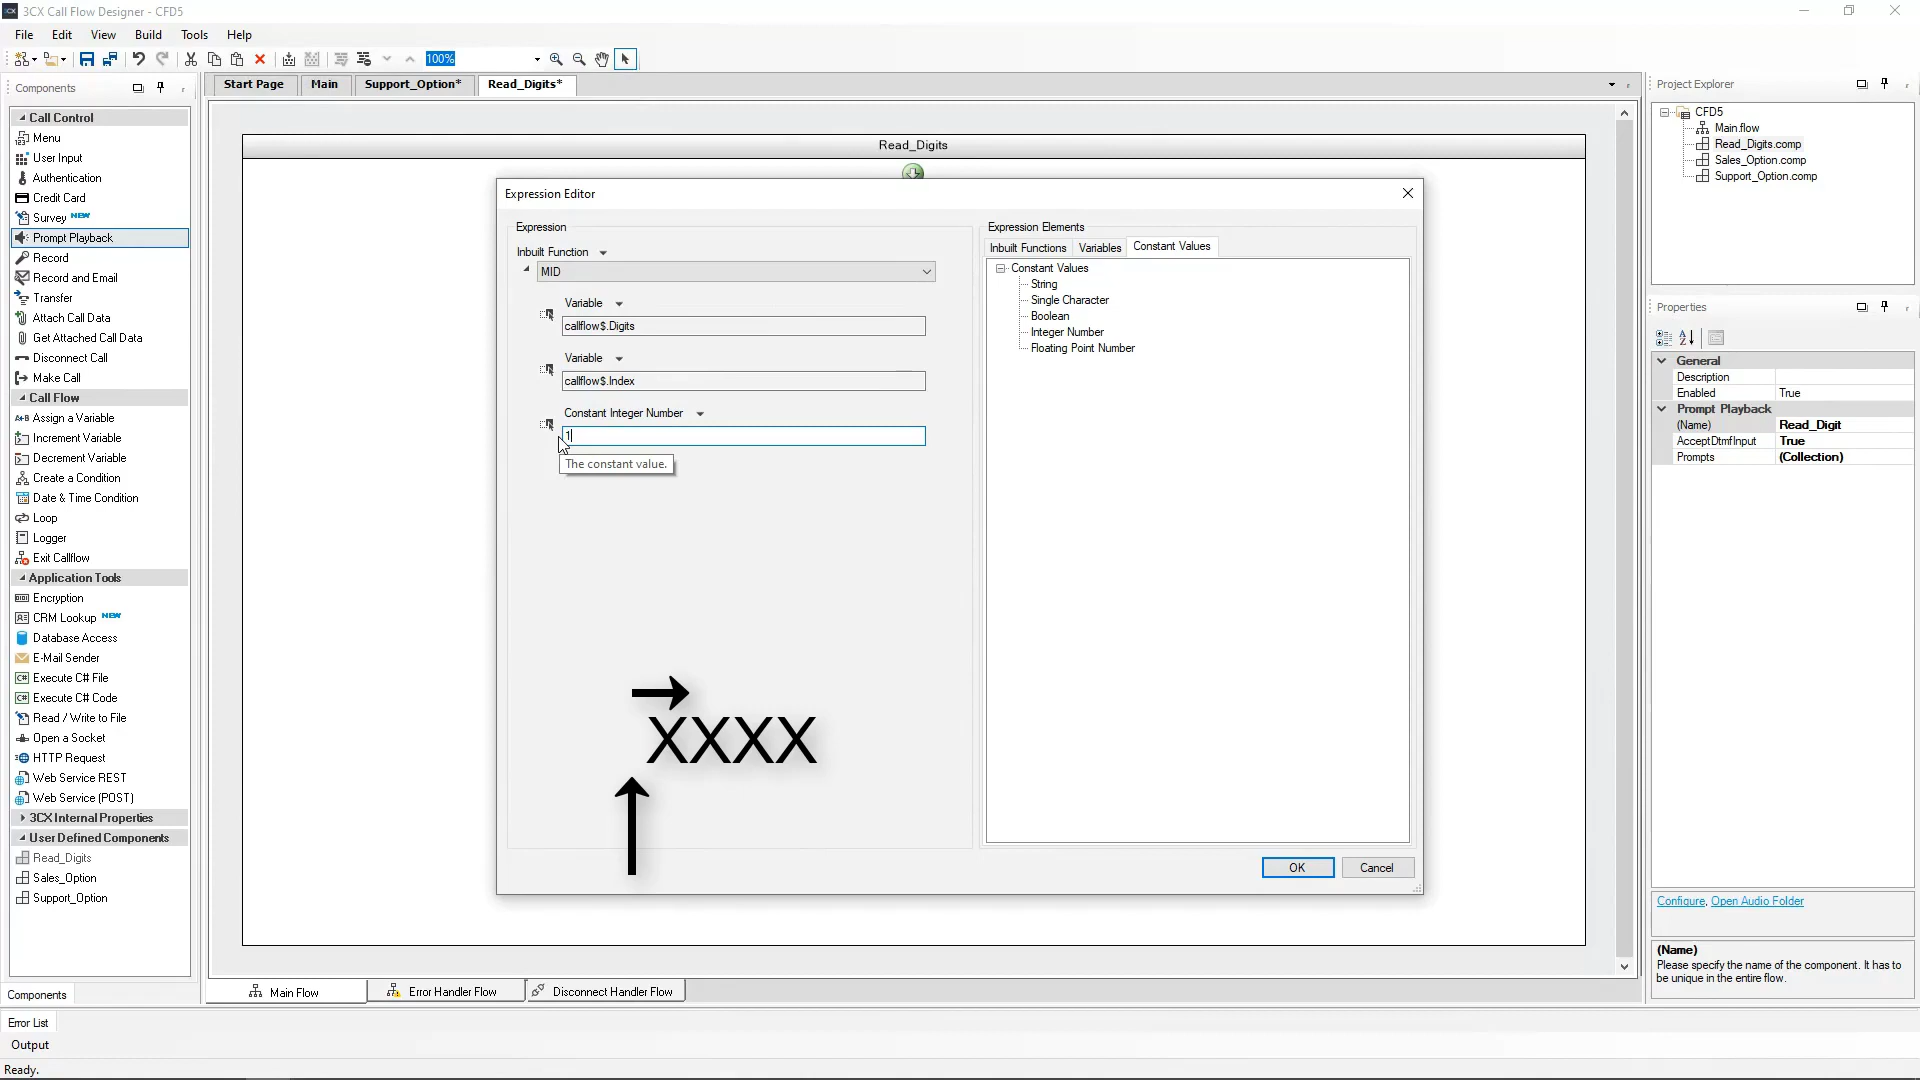 3CX Call Flow Designer - CFD5
File Edit View Build Tools Help
100%
Components
Call Control
Menu
User Input
Authentication
Credit Card
Survey NEW
Prompt Playback
Record
Record and Email
Transfer
Attach Call Data
Get Attached Call Data
Disconnect Call
Make Call
Call Flow
Assign a Variable
Increment Variable
Decrement Variable
Create a Condition
Date & Time Condition
Loop
Logger
Exit Callflow
Application Tools
Encryption
CRM Lookup NEW
Database Access
E-Mail Sender
Execute C# File
Execute C# Code
Read / Write to File
Open a Socket
HTTP Request
Web Service REST
Web Service (POST)
3CX Internal Properties
User Defined Components
Read_Digits
Sales_Option
Support_Option
Components
Start Page Main Support_Option* Read_Digits*
Read_Digits
Expression Editor
Expression
Inbuilt Function
MID
Variable
callflow$.Digits
Variable
callflow$.Index
Constant Integer Number
1
The constant value.
XXXX
Expression Elements
Inbuilt Functions Variables Constant Values
Constant Values
String
Single Character
Boolean
Integer Number
Floating Point Number
OK Cancel
Main Flow Error Handler Flow Disconnect Handler Flow
Project Explorer
CFD5
Main.flow
Read_Digits.comp
Sales_Option.comp
Support_Option.comp
Properties
General
Description
Enabled True
Prompt Playback
(Name) Read_Digit
AcceptDtmfInput True
Prompts (Collection)
Configure, Open Audio Folder
(Name)
Please specify the name of the component. It has to
be unique in the entire flow.
Error List
Output
Ready.